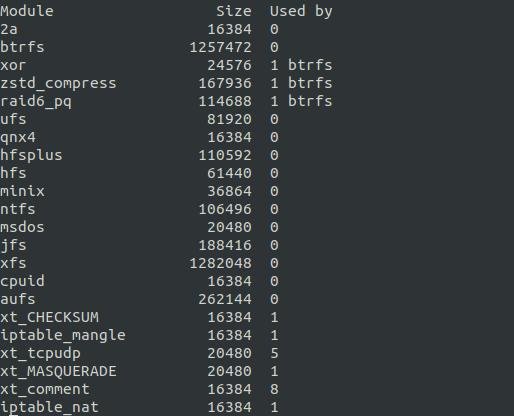 Module                  Size  Used by
2a                     16384  0
btrfs                1257472  0
xor                    24576  1 btrfs
zstd_compress         167936  1 btrfs
raid6_pq              114688  1 btrfs
ufs                    81920  0
qnx4                   16384  0
hfsplus               110592  0
hfs                    61440  0
minix                  36864  0
ntfs                  106496  0
msdos                  20480  0
jfs                   188416  0
xfs                  1282048  0
cpuid                  16384  0
aufs                  262144  0
xt_CHECKSUM            16384  1
iptable_mangle         16384  1
xt_tcpudp              20480  5
xt_MASQUERADE          20480  1
xt_comment             16384  8
iptable_nat            16384  1